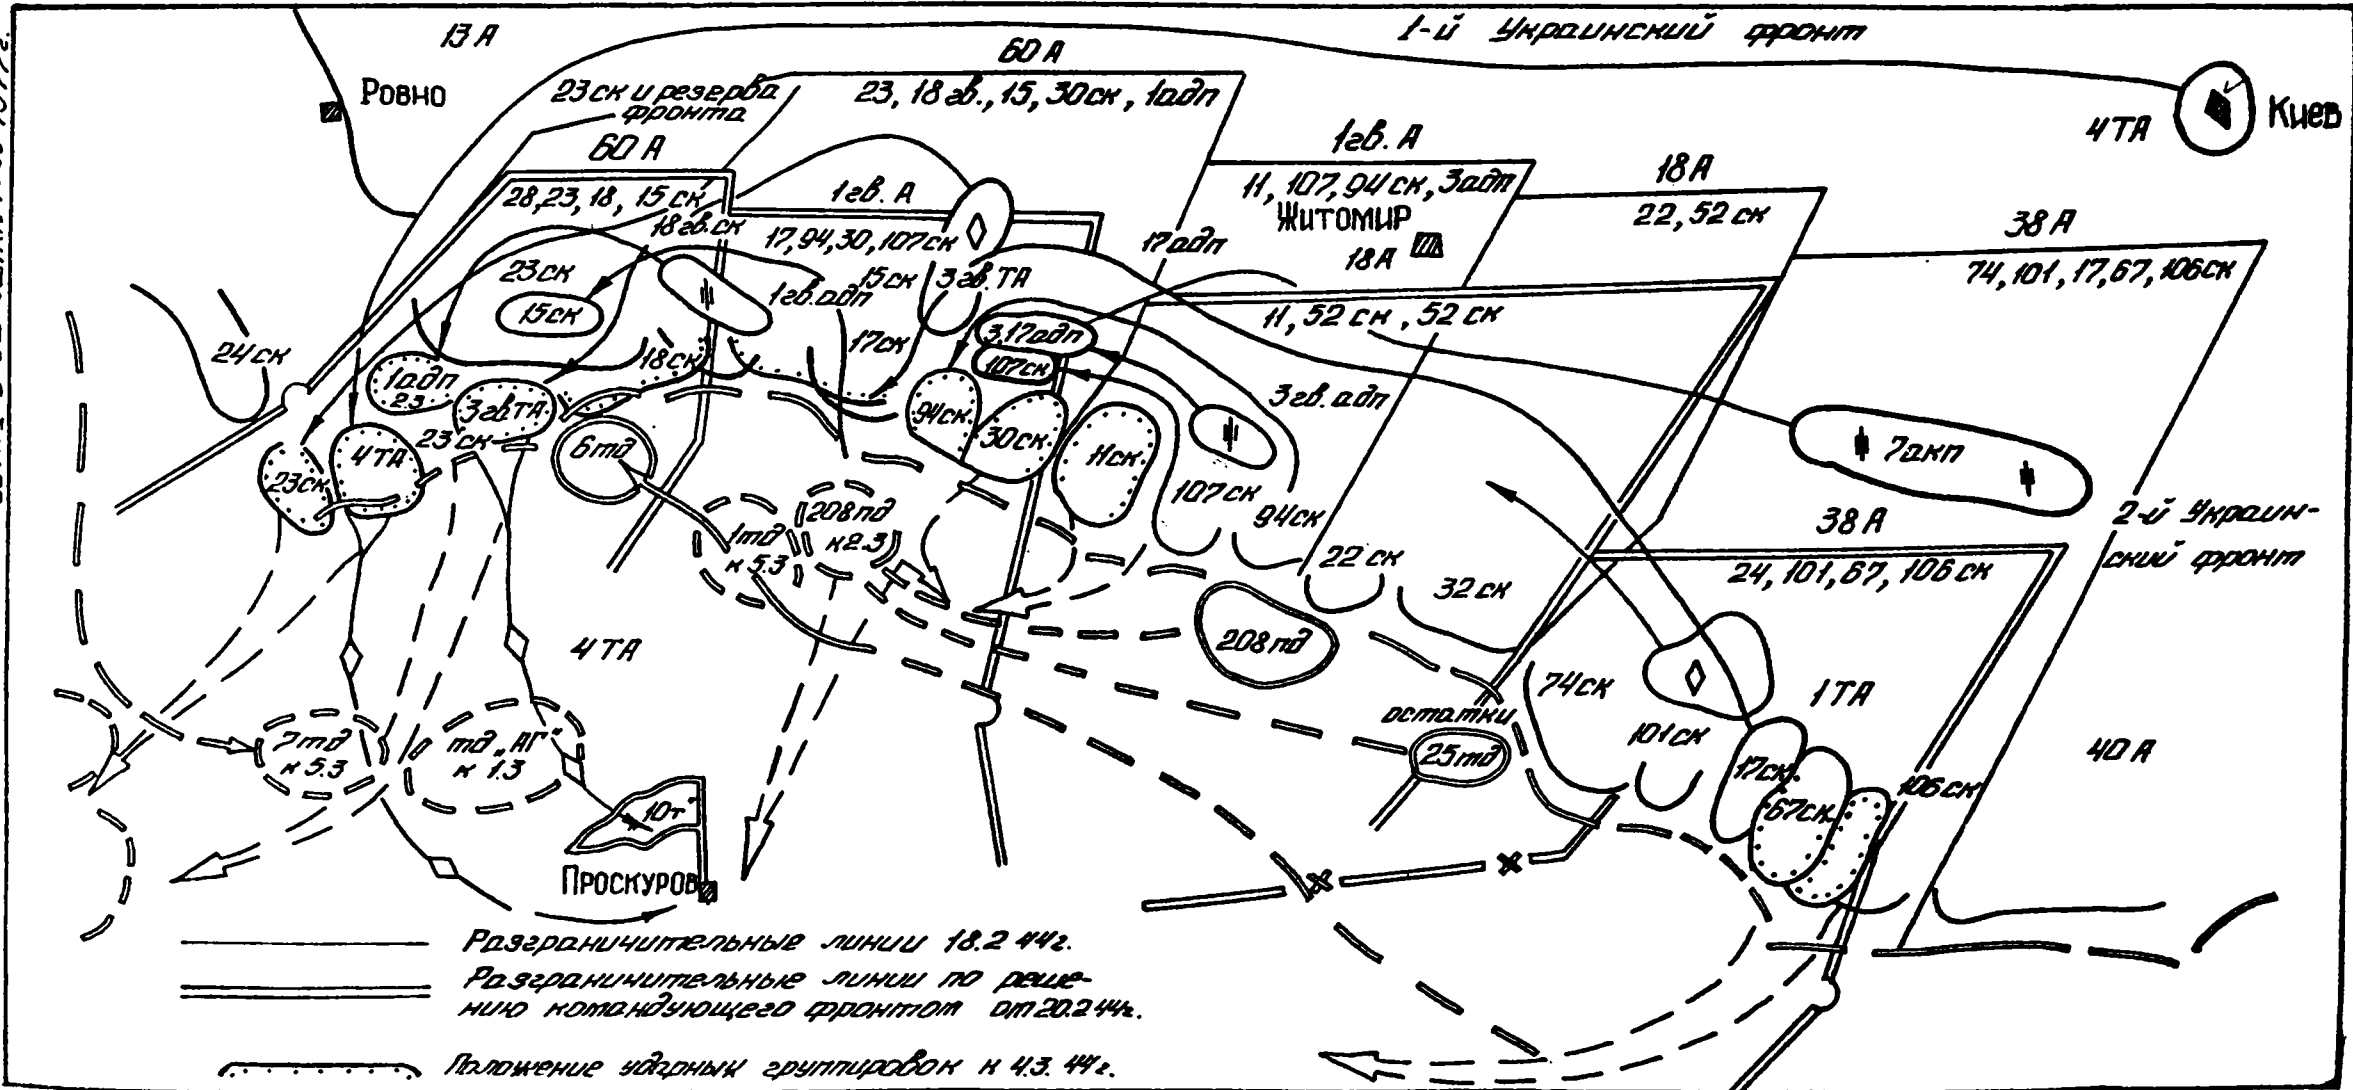 1-й Украинский фронт
13 А
60 А
Ровно
23 ск и резерва
фронта
23, 18 гв., 15, 30 ск, 1 адп
4 ТА
Киев
60 А
1 гв. А
28, 23, 18, 15 ск
1 гв. А
11, 107, 94 ск, 3 адп
18 А
Житомир
22, 52 ск
38 А
18 гв. ск
17, 94, 30, 107 ск
17 адп
18 А
74, 101, 17, 67, 106 ск
23 ск
15 ск
3 гв. ТА
1 гв. адп
15 ск
11, 52 ск, 52 ск
3, 17 адп
24 ск
18 ск
17 ск
107 ск
1 адп
23
3 гв. ТА
94 ск
3 гв. адп
23 ск
30 ск
4 ТА
6 тд
11 ск
7 акп
23 ск
107 ск
208 пд
к 2.3
94 ск
38 А
2-й Украин-
ский фронт
1 тд
к 5.3
22 ск
24, 101, 67, 106 ск
32 ск
4 ТА
208 пд
74 ск
1 ТА
остатки
25 тд
101 ск
40 А
7 тд
к 5.3
тд „АГ"
к 1.3
17 ск
106 ск
67 ск
10т
Проскуров
Разграничительные линии 18.2 44г.
Разграничительные линии по реше-
нию командующего фронтом от 20.2 44г.
Положение ударных группировок к 4.3. 44г.